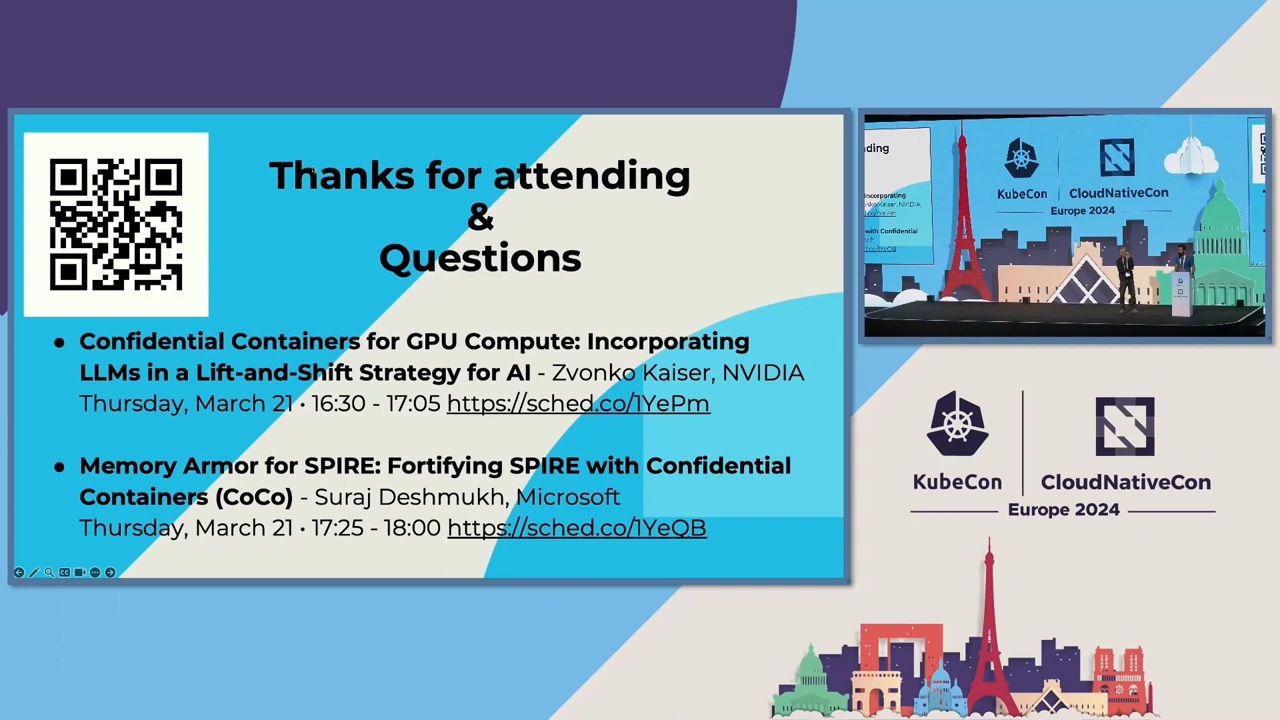 Thanks for attending
&
Questions
● Confidential Containers for GPU Compute: Incorporating
LLMs in a Lift-and-Shift Strategy for AI - Zvonko Kaiser, NVIDIA
Thursday, March 21 • 16:30 - 17:05 https://sched.co/1YePm
● Memory Armor for SPIRE: Fortifying SPIRE with Confidential
Containers (CoCo) - Suraj Deshmukh, Microsoft
Thursday, March 21 • 17:25 - 18:00 https://sched.co/1YeQB
KubeCon
CloudNativeCon
Europe 2024
KubeCon
CloudNativeCon
Europe 2024